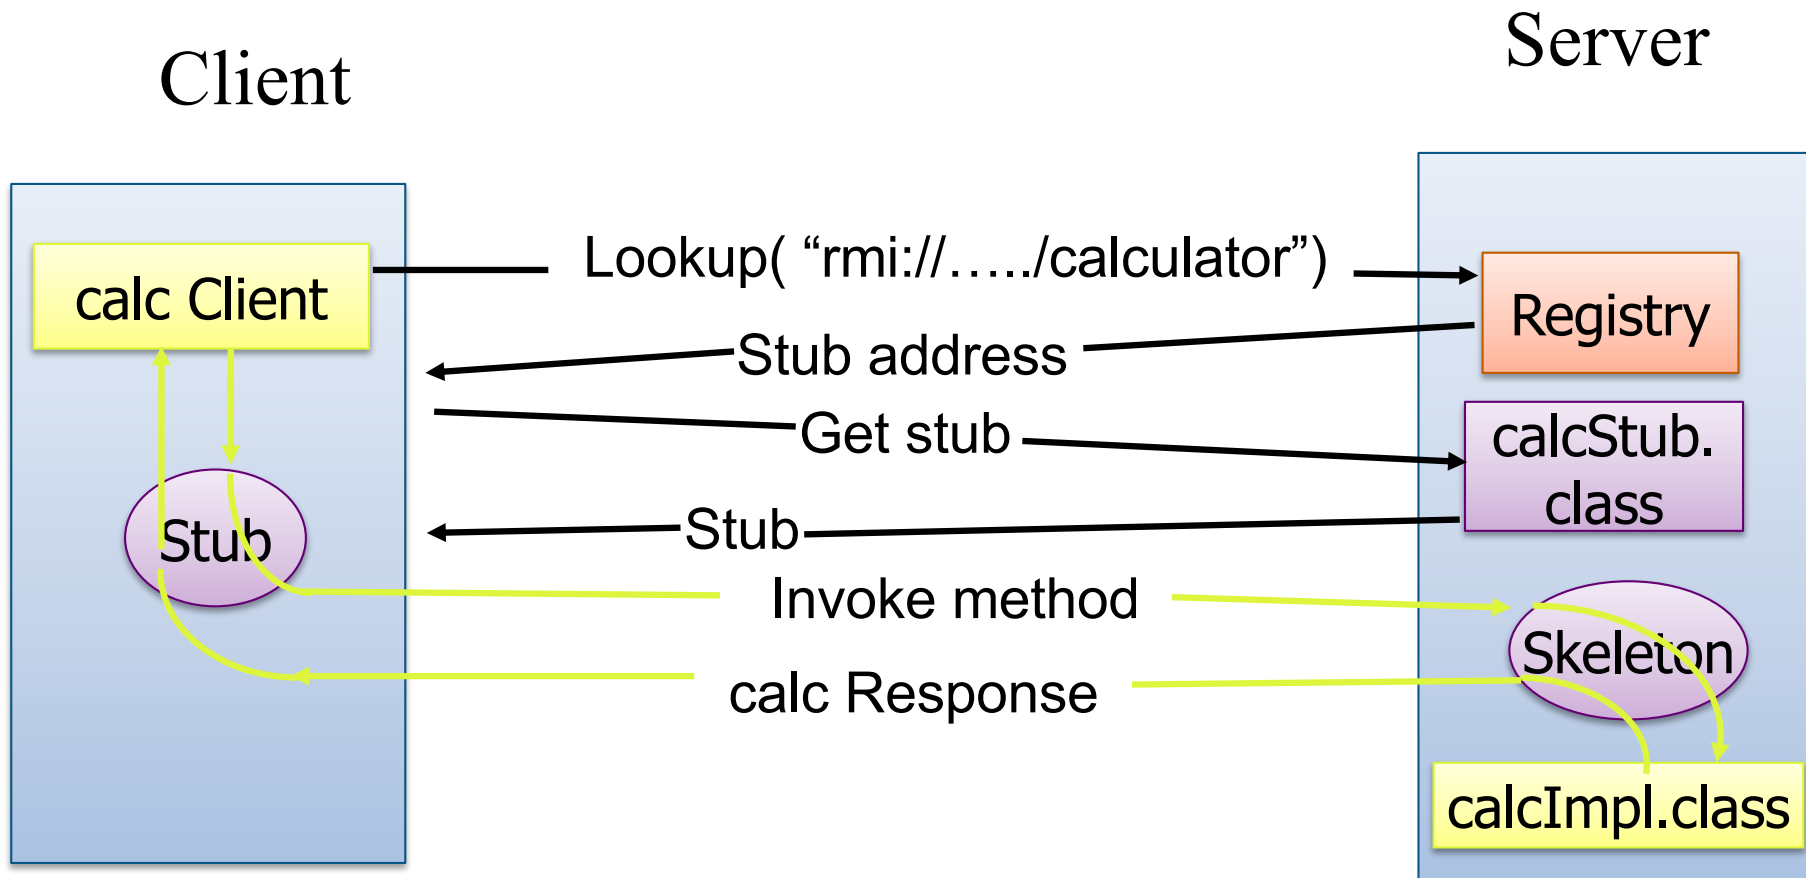 Client
Server
calc Client
Lookup( “rmi://…../calculator”)
Registry
Stub address
Get stub
calcStub.
class
Stub
Stub
Invoke method
Skeleton
calc Response
calcImpl.class